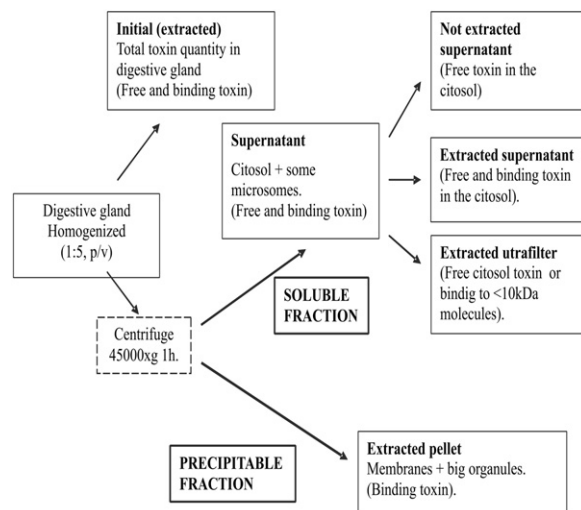 Initial (extracted)
Total toxin quantity in
digestive gland
(Free and binding toxin)
Not extracted
supernatant
(Free toxin in the
citosol)
Supernatant
Citosol + some
microsomes.
(Free and binding toxin)
Extracted supernatant
(Free and binding toxin
in the citosol).
Digestive gland
Homogenized
(1:5, p/v)
Extracted utrafilter
(Free citosol toxin or
bindig to <10kDa
molecules).
SOLUBLE
FRACTION
Centrifuge
45000xg 1h.
Extracted pellet
Membranes + big organules.
(Binding toxin).
PRECIPITABLE
FRACTION